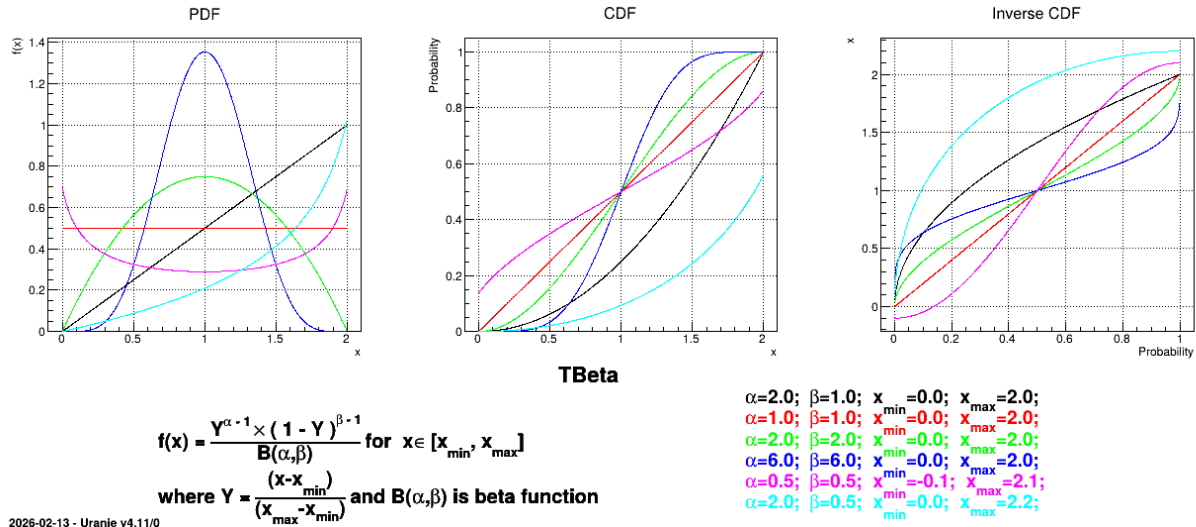 PDF
CDF
Inverse CDF
f(x)
1.4
1.2
1
0.8
0.6
0.4
0.2
0
0 0.5 1 1.5 2
x
Probability
1
0.8
0.6
0.4
0.2
0
0 0.5 1 1.5 2
x
x
2
1.5
1
0.5
0
0 0.2 0.4 0.6 0.8 1
Probability
TBeta
f(x) = Y^(α - 1) × ( 1 - Y )^(β - 1) / B(α,β) for x∈ [x_min, x_max]
where Y = (x-x_min) / (x_max-x_min) and B(α,β) is beta function
α=2.0; β=1.0; x_min=0.0; x_max=2.0;
α=1.0; β=1.0; x_min=0.0; x_max=2.0;
α=2.0; β=2.0; x_min=0.0; x_max=2.0;
α=6.0; β=6.0; x_min=0.0; x_max=2.0;
α=0.5; β=0.5; x_min=-0.1; x_max=2.1;
α=2.0; β=0.5; x_min=0.0; x_max=2.2;
2026-02-13 - Uranie v4.11/0